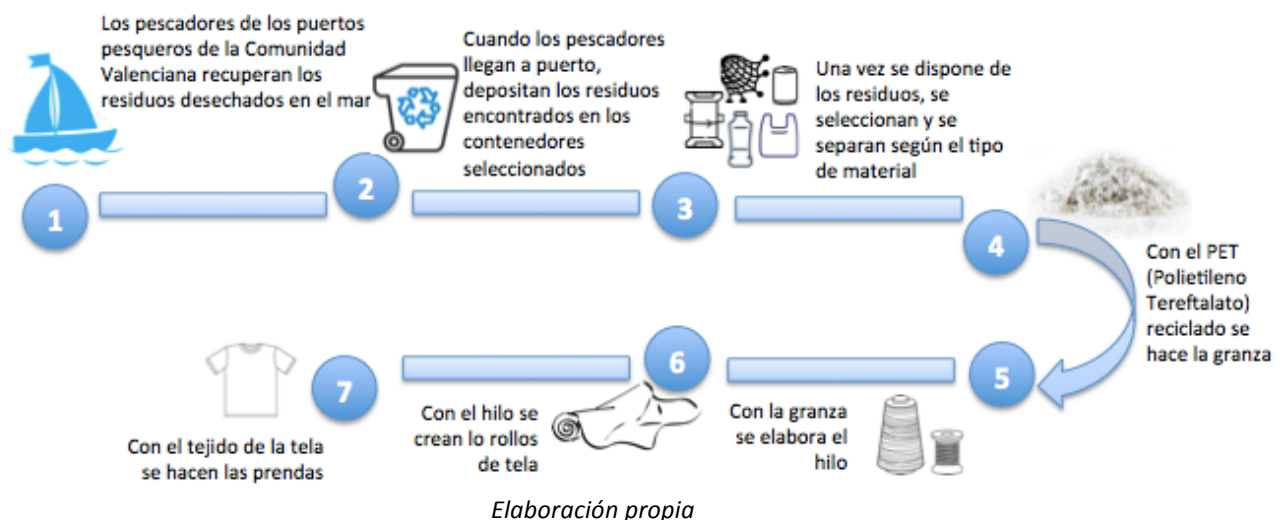 Los pescadores de los puertos
pesqueros de la Comunidad
Valenciana recuperan los
residuos desechados en el mar
1
Cuando los pescadores
llegan a puerto,
depositan los residuos
encontrados en los
contenedores
seleccionados
2
Una vez se dispone de
los residuos, se
seleccionan y se
separan según el tipo
de material
3
4
Con el PET
(Polietileno
Tereftalato)
reciclado se
hace la granza
5
Con la granza
se elabora el
hilo
6
Con el hilo se
crean lo rollos
de tela
7
Con el tejido de la tela
se hacen las prendas
Elaboración propia